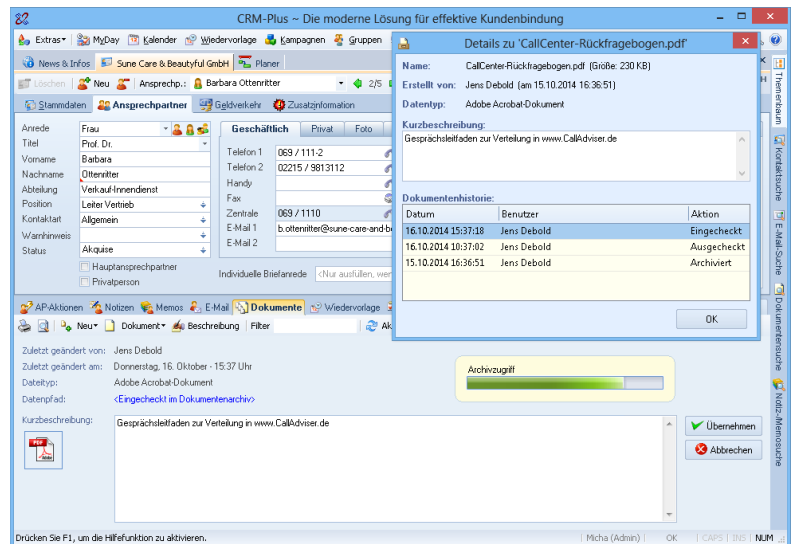 CRM-Plus ~ Die moderne Lösung für effektive Kundenbindung
Extras MyDay Kalender Wiedervorlage Kampagnen Gruppen
News & Infos Sune Care & Beautyful GmbH Planer
Löschen Neu Ansprechp.: Barbara Ottenritter 2/5
Stammdaten Ansprechpartner Geldverkehr Zusatzinformation
Anrede Frau
Titel Prof. Dr.
Vorname Barbara
Nachname Ottenritter
Abteilung Verkauf-Innendienst
Position Leiter Vertrieb
Kontaktart Allgemein
Warnhinweis
Status Akquise
Hauptansprechpartner
Privatperson
Geschäftlich Privat Foto
Telefon 1 069 / 111-2
Telefon 2 02215 / 9813112
Handy
Fax
Zentrale 069 / 1110
E-Mail 1 b.ottenritter@sune-care-and-b
E-Mail 2
Individuelle Briefanrede <Nur ausfüllen, wer
Details zu 'CallCenter-Rückfragebogen.pdf'
Name: CallCenter-Rückfragebogen.pdf (Größe: 230 KB)
Erstellt von: Jens Debold (am 15.10.2014 16:36:51)
Datentyp: Adobe Acrobat-Dokument
Kurzbeschreibung:
Gesprächsleitfaden zur Verteilung in www.CallAdviser.de
Dokumentenhistorie:
Datum Benutzer Aktion
16.10.2014 15:37:18 Jens Debold Eingecheckt
16.10.2014 10:37:02 Jens Debold Ausgecheckt
15.10.2014 16:36:51 Jens Debold Archiviert
OK
AP-Aktionen Notizen Memos E-Mail Dokumente Wiedervorlage
Neu Dokument Beschreibung Filter Ak
Zuletzt geändert von: Jens Debold
Zuletzt geändert am: Donnerstag, 16. Oktober - 15:37 Uhr
Dateityp: Adobe Acrobat-Dokument
Datenpfad: <Eingecheckt im Dokumentenarchiv>
Archivzugriff
Kurzbeschreibung: Gesprächsleitfaden zur Verteilung in www.CallAdviser.de
PDF
Übernehmen
Abbrechen
Themenbaum
Kontaktsuche
E-Mail-Suche
Dokumentensuche
Notiz-/Memosuche
Drücken Sie F1, um die Hilfefunktion zu aktivieren. Micha (Admin) OK CAPS INS NUM